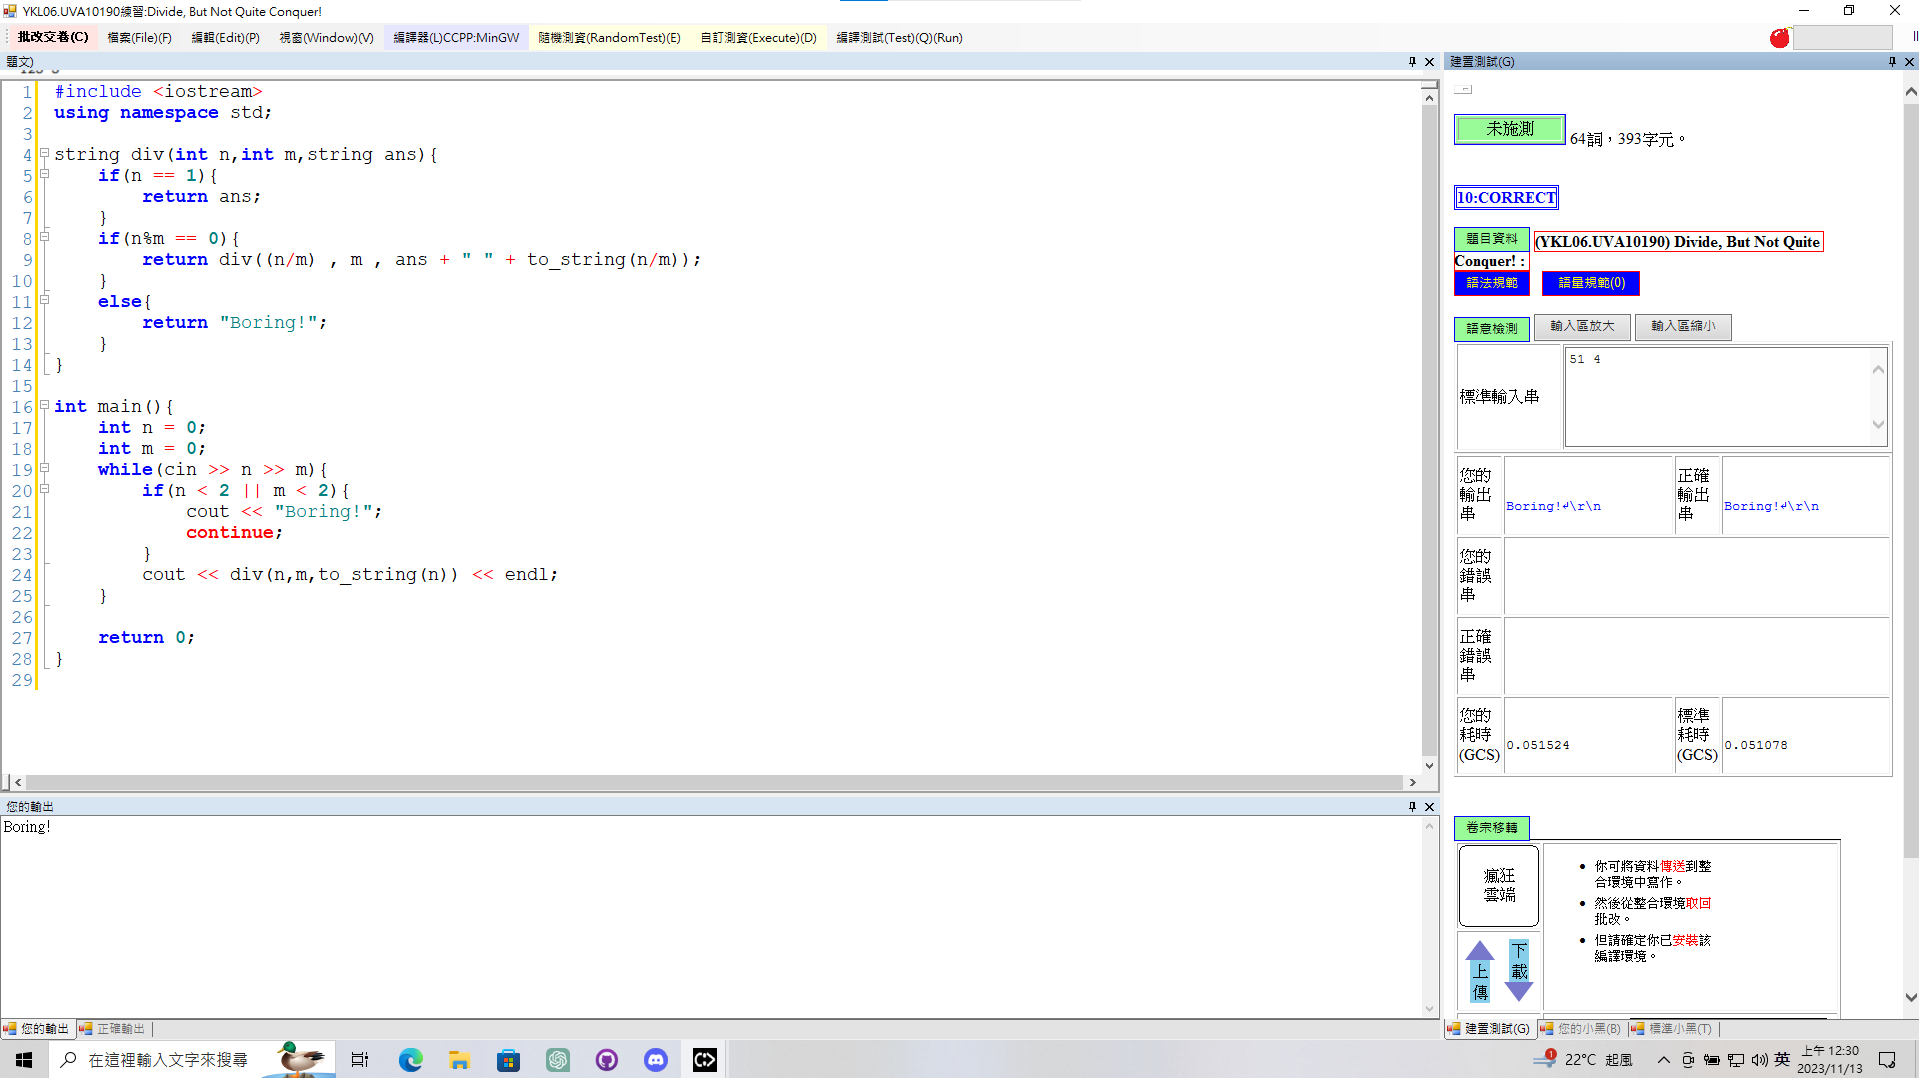 YKL06.UVA10190練習:Divide, But Not Quite Conquer!
批改交卷(C) 檔案(File)(F) 編輯(Edit)(P) 視窗(Window)(V) 編譯器(L)CCPP:MinGW 隨機測資(RandomTest)(E) 自訂測資(Execute)(D) 編譯測試(Test)(Q)(Run)
題文)
1 #include <iostream>
2 using namespace std;
3
4 string div(int n,int m,string ans){
5 if(n == 1){
6 return ans;
7 }
8 if(n%m == 0){
9 return div((n/m) , m , ans + " " + to_string(n/m));
10 }
11 else{
12 return "Boring!";
13 }
14 }
15
16 int main(){
17 int n = 0;
18 int m = 0;
19 while(cin >> n >> m){
20 if(n < 2 || m < 2){
21 cout << "Boring!";
22 continue;
23 }
24 cout << div(n,m,to_string(n)) << endl;
25 }
26
27 return 0;
28 }
29
您的輸出
Boring!
您的輸出 正確輸出
建置測試(G)
未施測 64詞，393字元。
10:CORRECT
題目資料 (YKL06.UVA10190) Divide, But Not Quite
Conquer! :
語法規範 語量規範(0)
語意檢測 輸入區放大 輸入區縮小
標準輸入串 51 4
您的
輸出
串
Boring!↲\r\n
正確
輸出
串
Boring!↲\r\n
您的
錯誤
串
正確
錯誤
串
您的
耗時
(GCS)
0.051524
標準
耗時
(GCS)
0.051078
卷宗移轉
瘋狂
雲端
上
傳
下
載
• 你可將資料傳送到整
合環境中寫作。
• 然後從整合環境取回
批改。
• 但請確定你已安裝該
編譯環境。
建置測試(G) 您的小黑(B) 標準小黑(T)
在這裡輸入文字來搜尋
1 22°C 起風 英 上午 12:30
2023/11/13